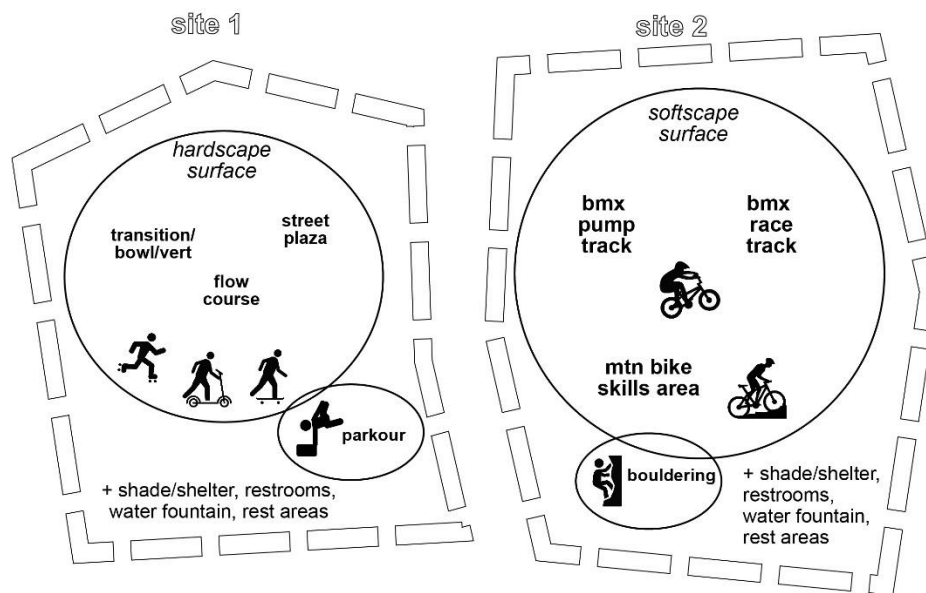 site 1
hardscape
surface
transition/
bowl/vert
street
plaza
flow
course
parkour
+ shade/shelter, restrooms,
water fountain, rest areas
site 2
softscape
surface
bmx
pump
track
bmx
race
track
mtn bike
skills area
bouldering
+ shade/shelter,
restrooms,
water fountain,
rest areas